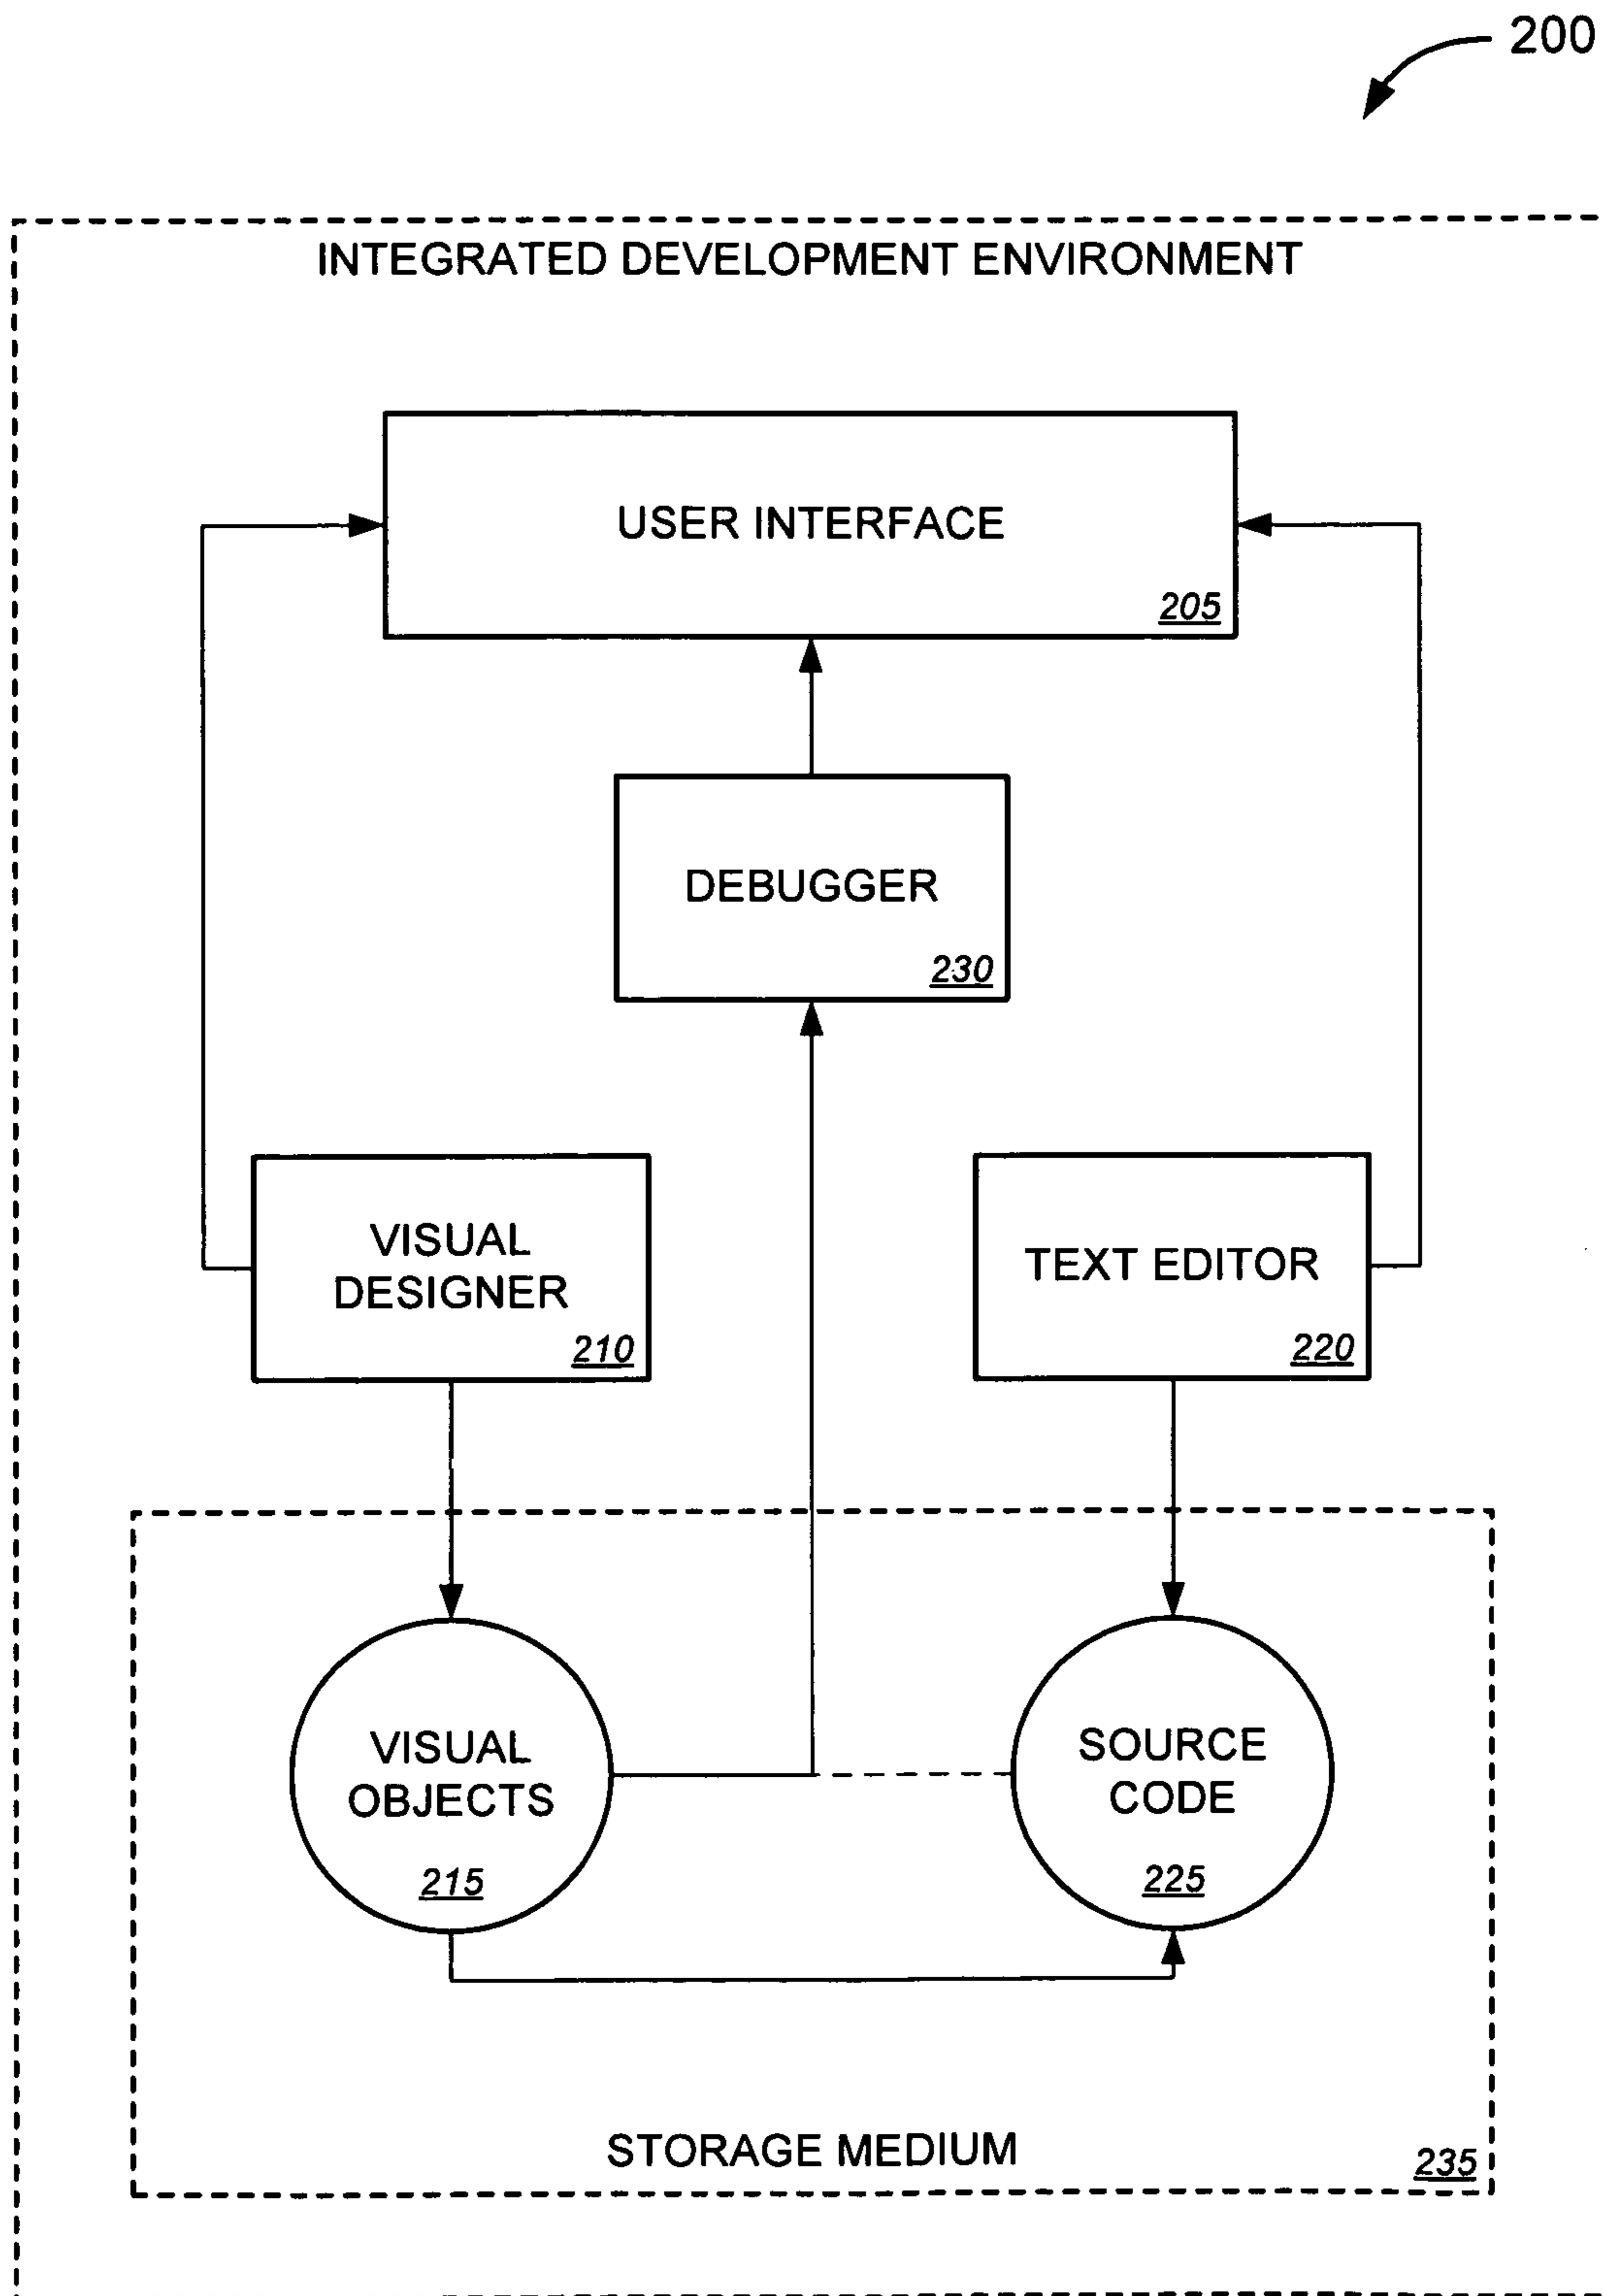 200
INTEGRATED DEVELOPMENT ENVIRONMENT
USER INTERFACE
205
DEBUGGER
230
VISUAL
DESIGNER
210
TEXT EDITOR
220
VISUAL
OBJECTS
215
SOURCE
CODE
225
STORAGE MEDIUM
235